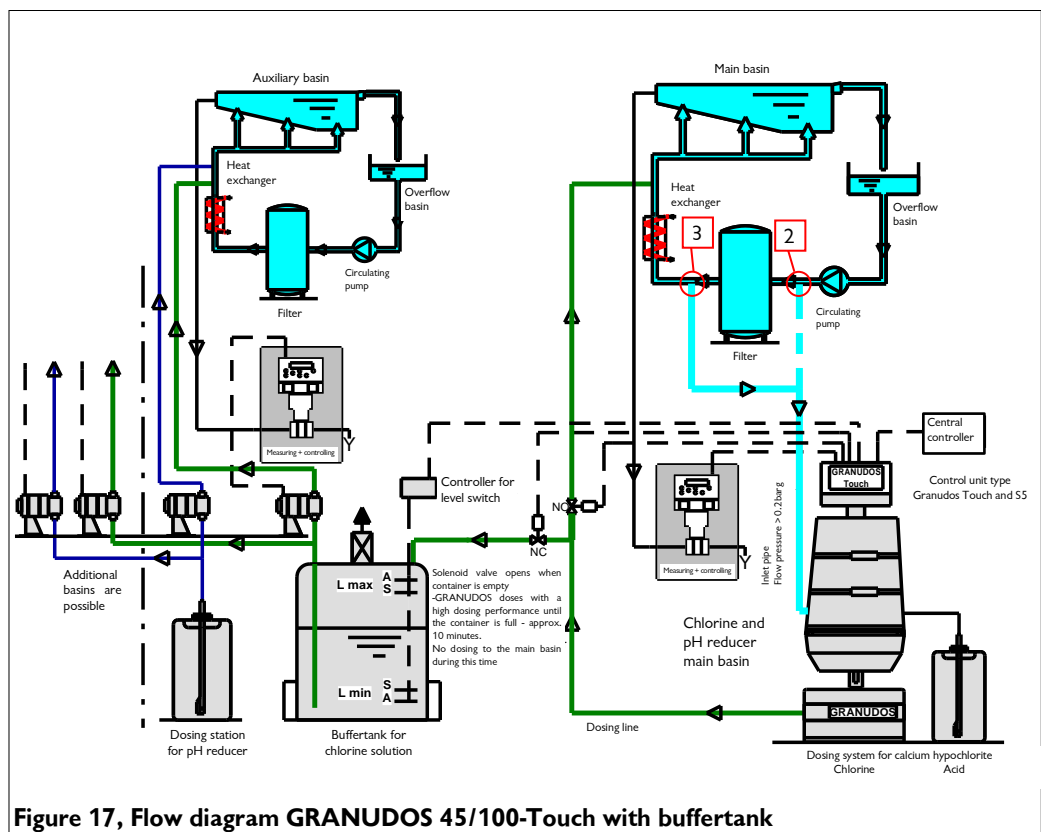 Auxiliary basin
Main basin
Heat
exchanger
Overflow
basin
Circulating
pump
Filter
Heat
exchanger
3
2
Overflow
basin
Circulating
pump
Filter
Measuring + controlling
Y
Controller for
level switch
NC
NC
Measuring + controlling
Y
Inlet pipe
Flow pressure > 0.2barg
Central
controller
GRANUDOS
Touch
Control unit type
Granudos Touch and S5
Additional
basins are
possible
L max
A
S
Solenoid valve opens when
container is empty
-GRANUDOS doses with a
high dosing performance until
the container is full - approx.
10 minutes.
No dosing to the main basin
during this time
L min
S
A
Chlorine and
pH reducer
main basin
GRANUDOS
Dosing station
for pH reducer
Buffertank for
chlorine solution
Dosing line
Dosing system for calcium hypochlorite
Chlorine
Acid
Figure 17, Flow diagram GRANUDOS 45/100-Touch with buffertank